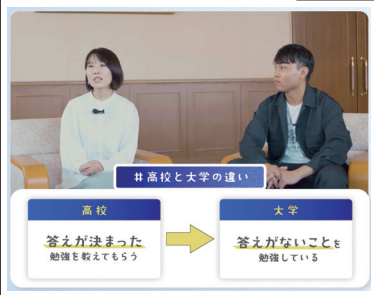 #高校と大学の違い
高校
答えが決まった
勉強を教えてもらう
大学
答えがないことを
勉強している